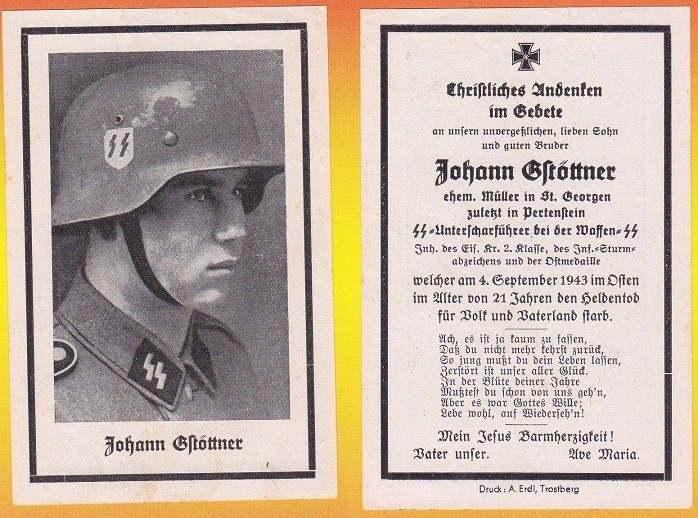 Johann Gstöttner
Christliches Andenken
im Gebete
an unsern unvergeßlichen, lieben Sohn
und guten Bruder
Johann Gstöttner
ehem. Müller in St. Georgen
zuletzt in Pertenstein
SS-Unterscharführer bei der Waffen-SS
Inh. des Eis. Kr. 2. Klasse, des Inf.-Sturm-
abzeichens und der Ostmedaille
welcher am 4. September 1943 im Osten
im Alter von 21 Jahren den Heldentod
für Volk und Vaterland starb.
Ach, es ist ja kaum zu fassen,
Daß du nicht mehr kehrst zurück,
So jung mußt du dein Leben lassen,
Zerstört ist unser aller Glück.
In der Blüte deiner Jahre
Mußtest du schon von uns geh'n,
Aber es war Gottes Wille;
Lebe wohl, auf Wiederseh'n!
Mein Jesus Barmherzigkeit!
Vater unser. Ave Maria.
Druck: A. Erdl, Trostberg